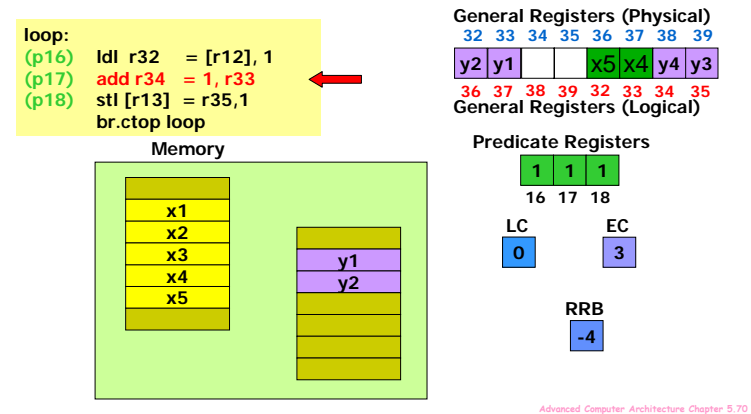 loop:
(p16) ldl r32 = [r12], 1
(p17) add r34 = 1, r33
(p18) stl [r13] = r35,1
br.ctop loop
General Registers (Physical)
32 33 34 35 36 37 38 39
y2 y1 x5 x4 y4 y3
36 37 38 39 32 33 34 35
General Registers (Logical)
Memory
x1
x2
x3
x4
x5
y1
y2
Predicate Registers
1 1 1
16 17 18
LC EC
0 3
RRB
-4
Advanced Computer Architecture Chapter 5.70